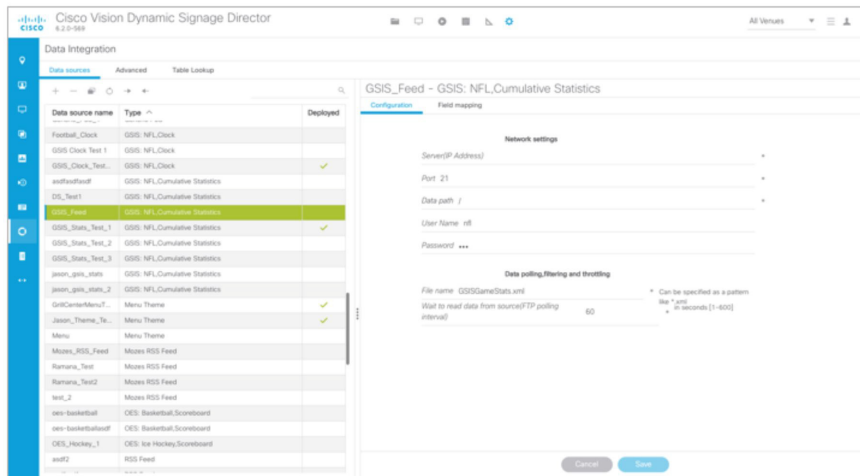 CISCO
Cisco Vision Dynamic Signage Director
6.2.0-568
All Venues
Data Integration
Data sources Advanced Table Lookup
Data source name Type Deployed
Football_Clock GSIS: NFL,Clock
GSIS Clock Test 1 GSIS: NFL,Clock
GSIS_Clock_Test... GSIS: NFL,Clock
asdfasdfasdf GSIS: NFL,Cumulative Statistics
DS_Test1 GSIS: NFL,Cumulative Statistics
GSIS_Feed GSIS: NFL,Cumulative Statistics
GSIS_Stats_Test_1 GSIS: NFL,Cumulative Statistics
GSIS_Stats_Test_2 GSIS: NFL,Cumulative Statistics
GSIS_Stats_Test_3 GSIS: NFL,Cumulative Statistics
jason_gsis_stats GSIS: NFL,Cumulative Statistics
jason_gsis_stats_2 GSIS: NFL,Cumulative Statistics
GrillCenterMenuT... Menu Theme
Jason_Theme_Te... Menu Theme
Menu Menu Theme
Mozes_RSS_Feed Mozes RSS Feed
Ramana_Test Mozes RSS Feed
Ramana_Test2 Mozes RSS Feed
test_2 Mozes RSS Feed
oes-basketball OES: Basketball,Scoreboard
oes-basketballasdf OES: Basketball,Scoreboard
OES_Hockey_1 OES: Ice Hockey,Scoreboard
asdf2 RSS Feed
GSIS_Feed - GSIS: NFL,Cumulative Statistics
Configuration Field mapping
Network settings
Server(IP Address) *
Port 21 *
Data path / *
User Name nfl
Password •••
Data polling,filtering and throttling
File name GSISGameStats.xml * Can be specified as a pattern
like *.xml
Wait to read data from source(FTP polling
interval) 60 * in seconds [1-600]
Cancel Save